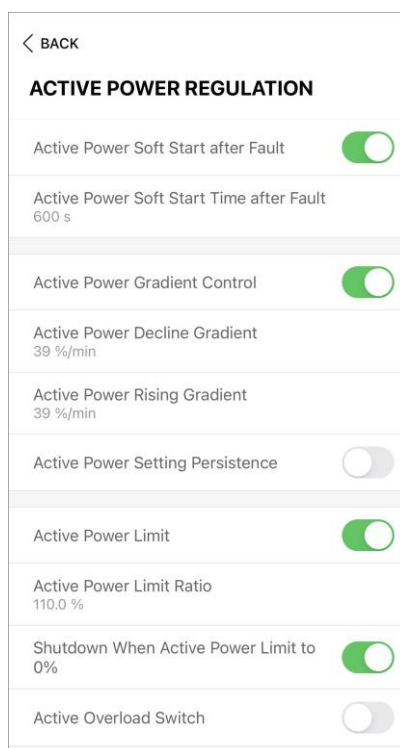 BACK
ACTIVE POWER REGULATION
Active Power Soft Start after Fault
Active Power Soft Start Time after Fault
600 s
Active Power Gradient Control
Active Power Decline Gradient
39 %/min
Active Power Rising Gradient
39 %/min
Active Power Setting Persistence
Active Power Limit
Active Power Limit Ratio
110.0 %
Shutdown When Active Power Limit to
0%
Active Overload Switch